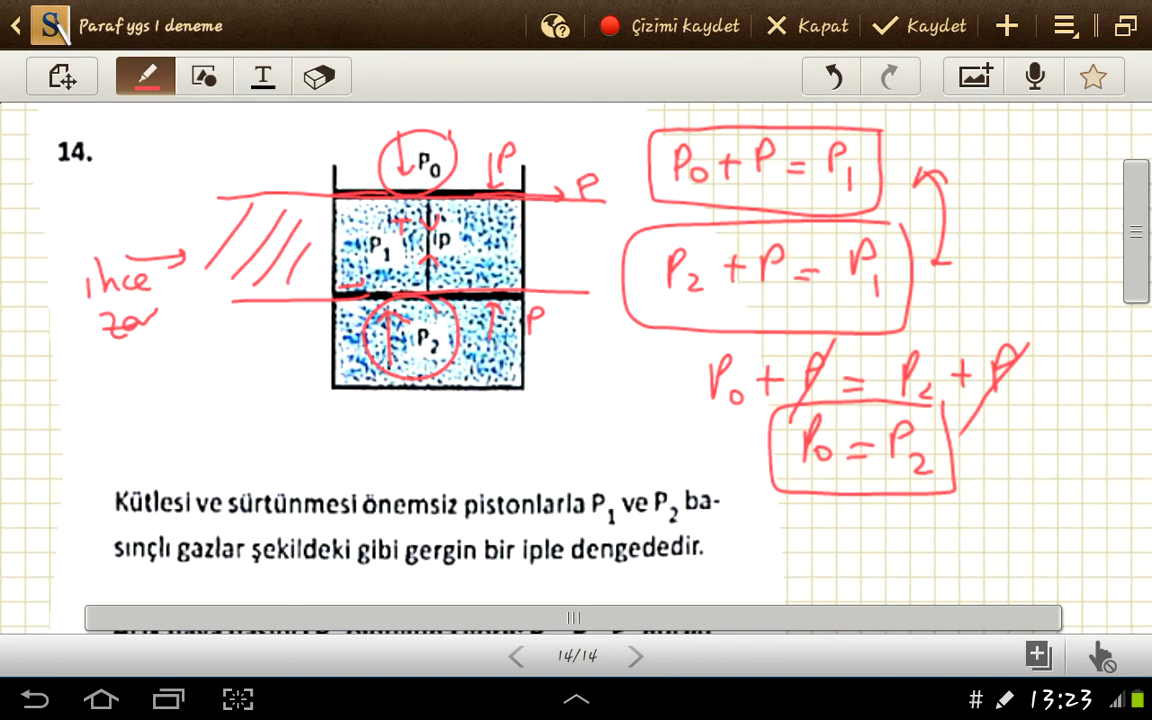 Paraf ygs 1 deneme
Çizimi kaydet
Kapat
Kaydet
T
14.
P0
P
P
P0 + P = P1
P1
ip
P2 + P = P1
ince
zar
P
P2
P0 + P = P2 + P
P0 = P2
Kütlesi ve sürtünmesi önemsiz pistonlarla P1 ve P2 ba-
sınçlı gazlar şekildeki gibi gergin bir iple dengededir.
14/14
# 13:23